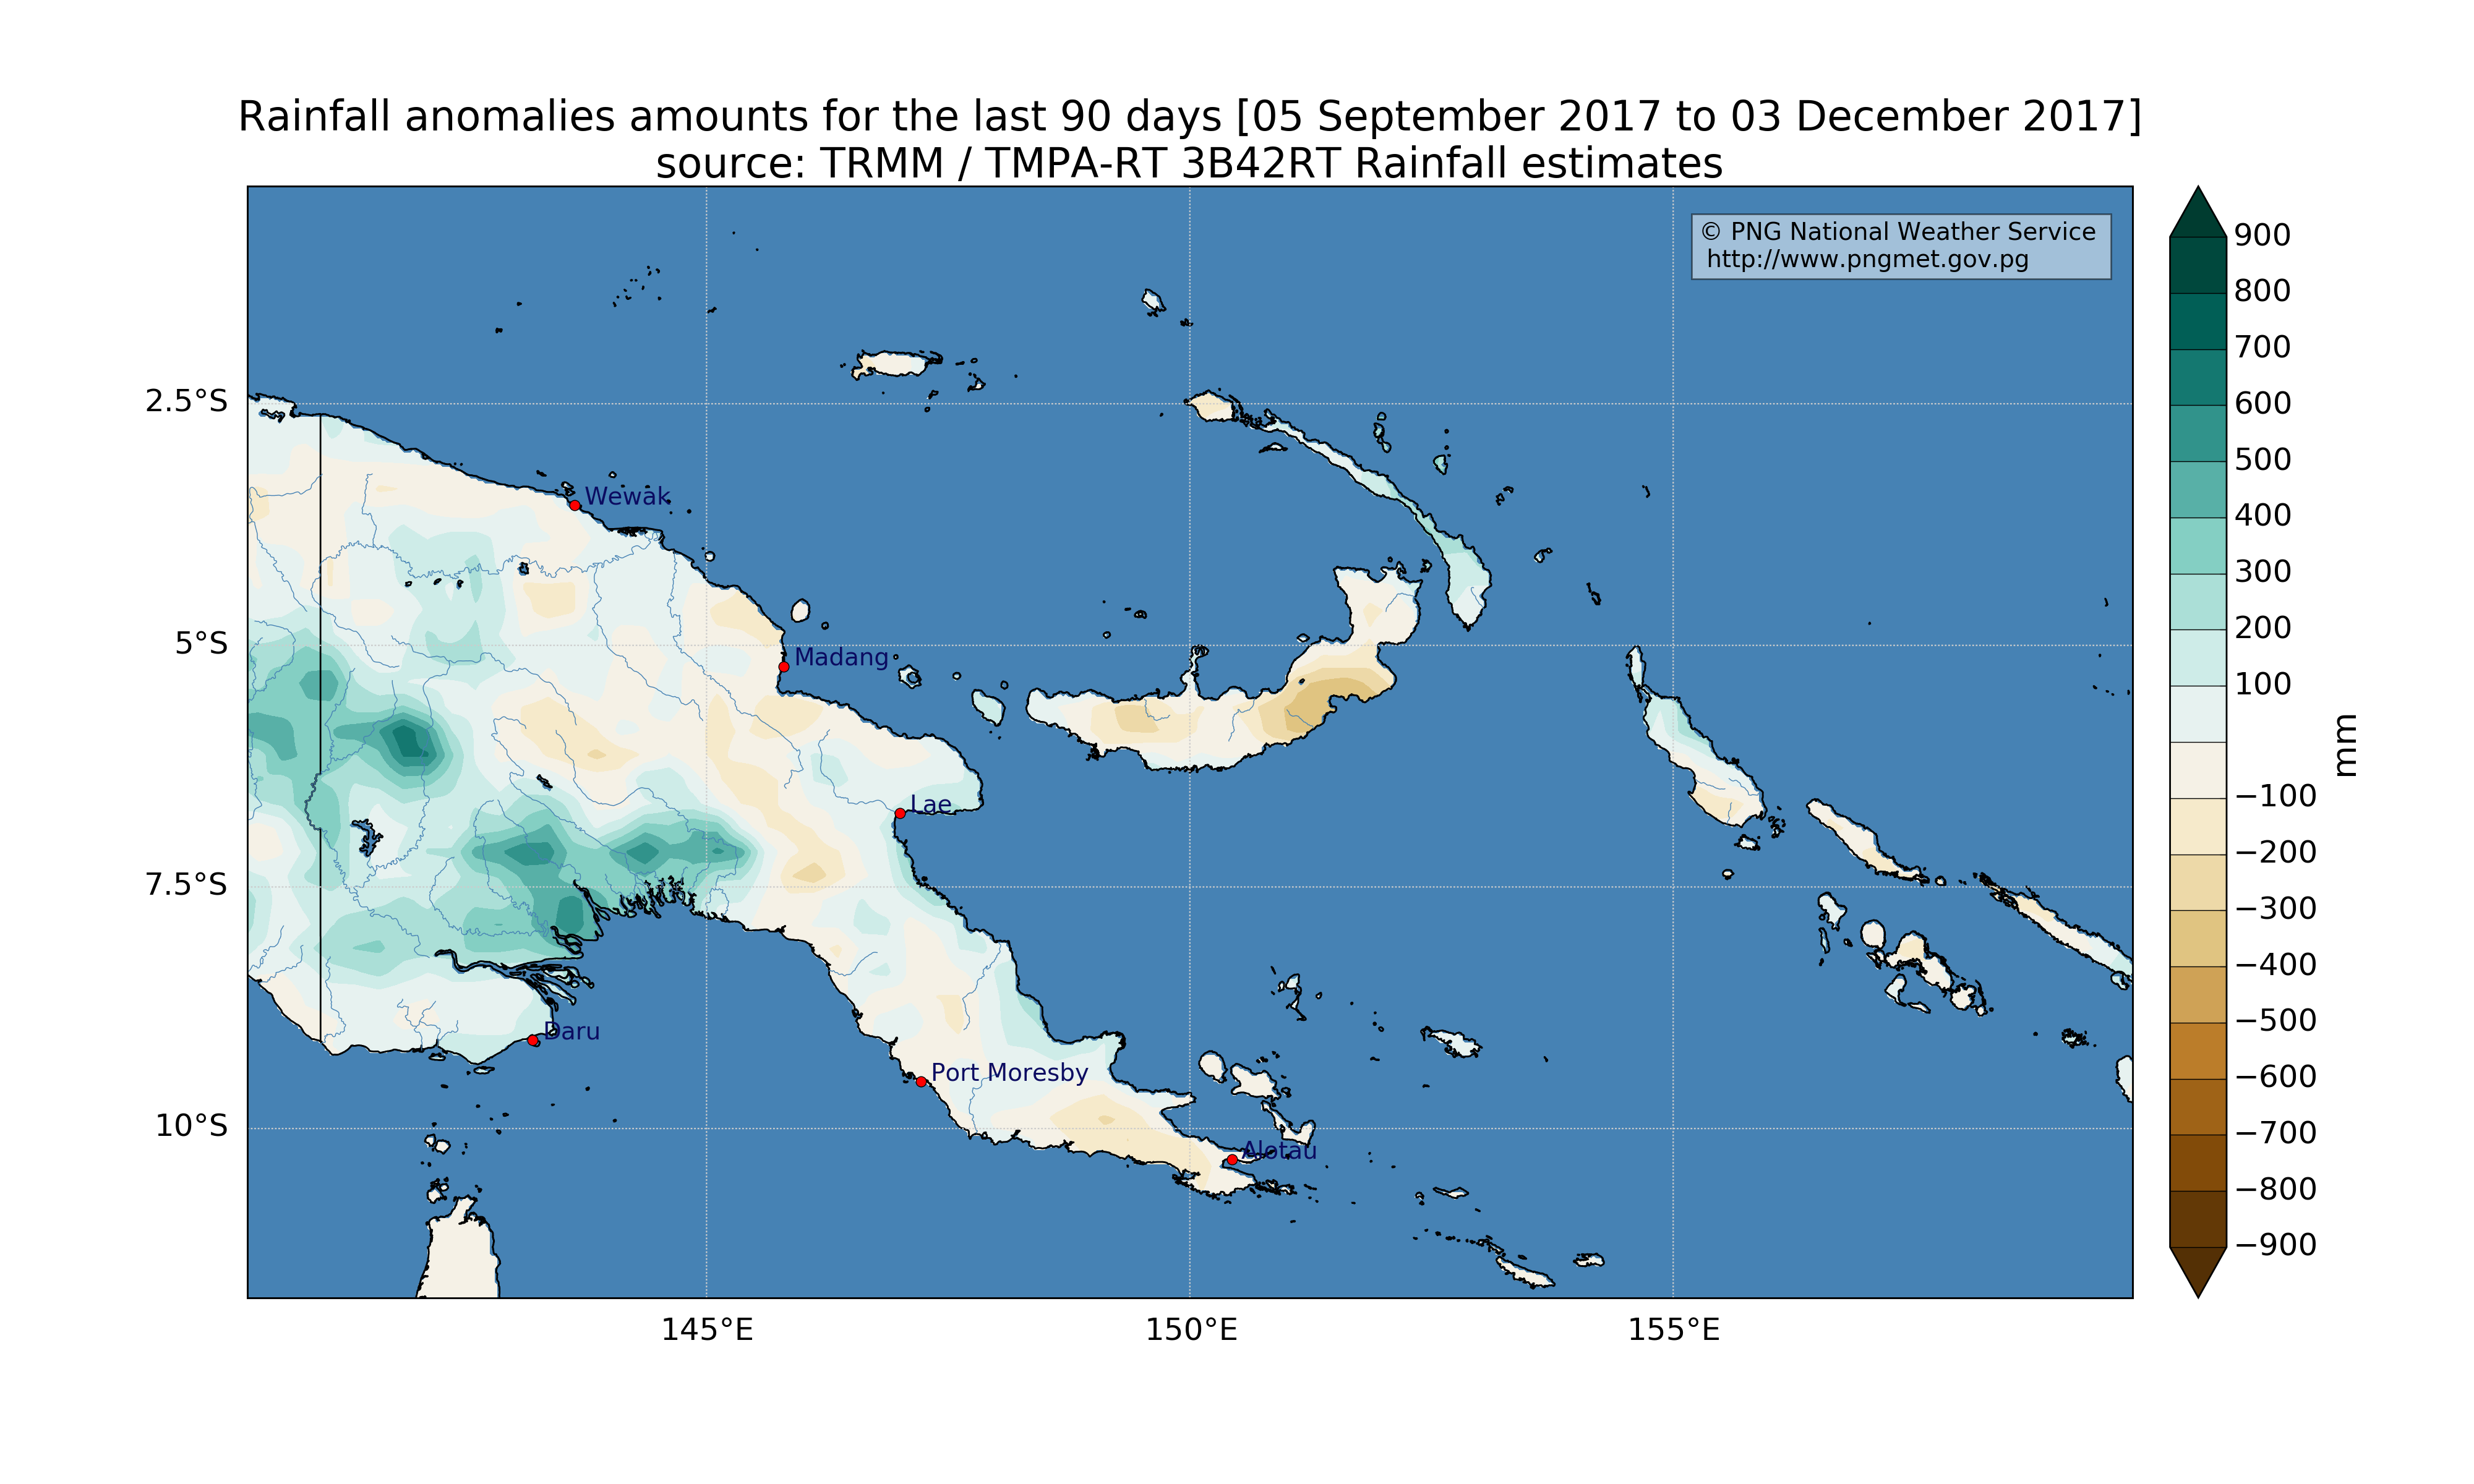 Rainfall anomalies amounts for the last 90 days [05 September 2017 to 03 December 2017]
source: TRMM / TMPA-RT 3B42RT Rainfall estimates
© PNG National Weather Service
http://www.pngmet.gov.pg
2.5°S
5°S
7.5°S
10°S
Wewak
Madang
Lae
Daru
Port Moresby
Alotau
145°E
150°E
155°E
900
800
700
600
500
400
300
200
100
−100
−200
−300
−400
−500
−600
−700
−800
−900
mm